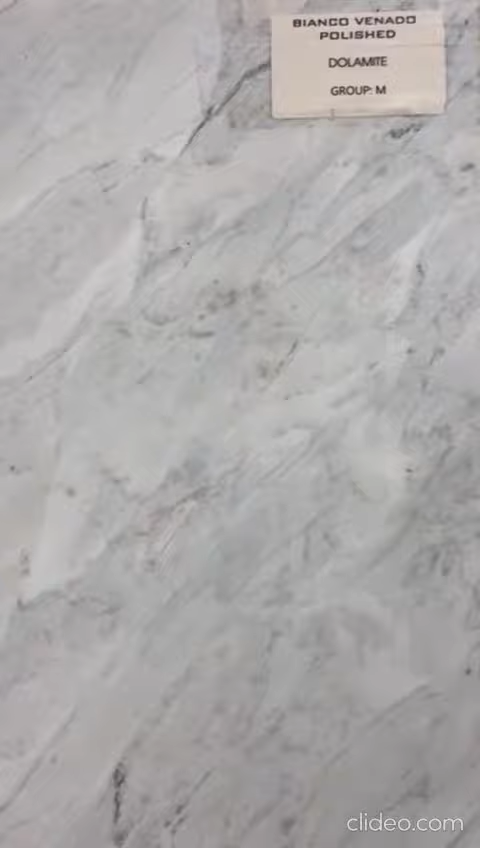 BIANCO VENADO
POLISHED
DOLAMITE
GROUP: M
clideo.com